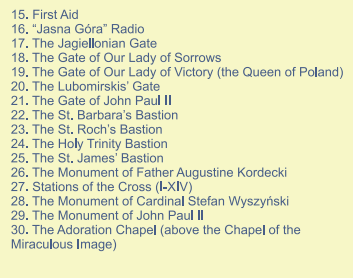 15. First Aid
16. “Jasna Góra” Radio
17. The Jagiellonian Gate
18. The Gate of Our Lady of Sorrows
19. The Gate of Our Lady of Victory (the Queen of Poland)
20. The Lubomirskis’ Gate
21. The Gate of John Paul II
22. The St. Barbara’s Bastion
23. The St. Roch’s Bastion
24. The Holy Trinity Bastion
25. The St. James’ Bastion
26. The Monument of Father Augustine Kordecki
27. Stations of the Cross (I-XIV)
28. The Monument of Cardinal Stefan Wyszyński
29. The Monument of John Paul II
30. The Adoration Chapel (above the Chapel of the
Miraculous Image)